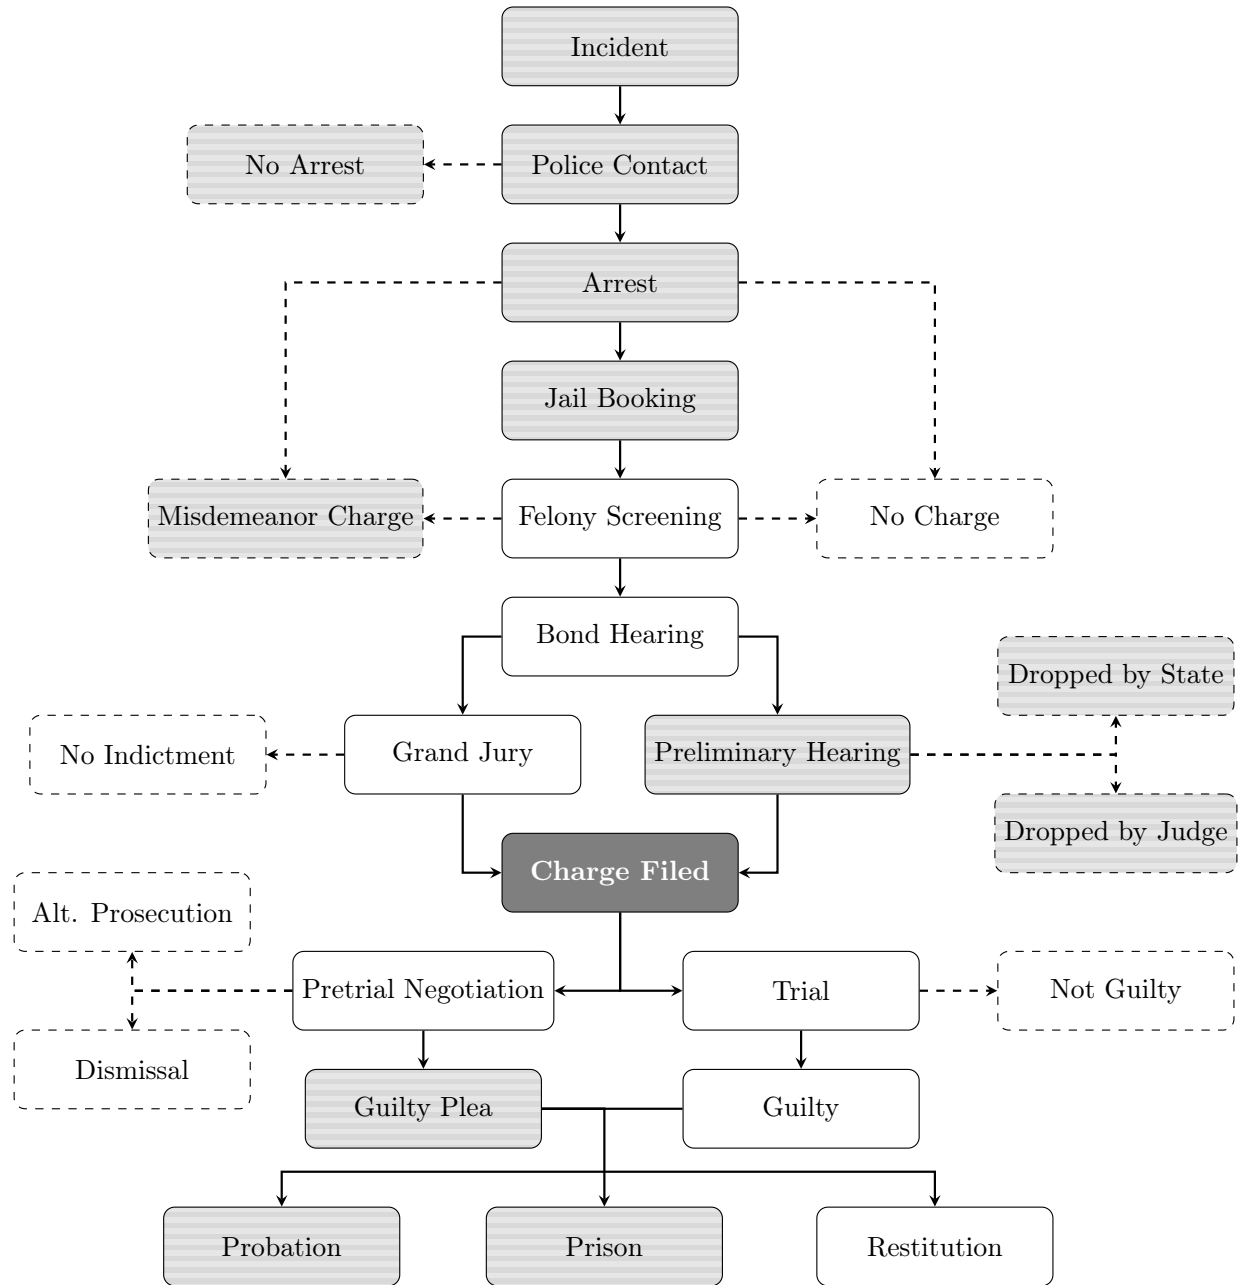 Incident
No Arrest
Police Contact
Arrest
Jail Booking
Misdemeanor Charge
Felony Screening
No Charge
Bond Hearing
Dropped by State
No Indictment
Grand Jury
Preliminary Hearing
Dropped by Judge
Charge Filed
Alt. Prosecution
Pretrial Negotiation
Trial
Not Guilty
Dismissal
Guilty Plea
Guilty
Probation
Prison
Restitution